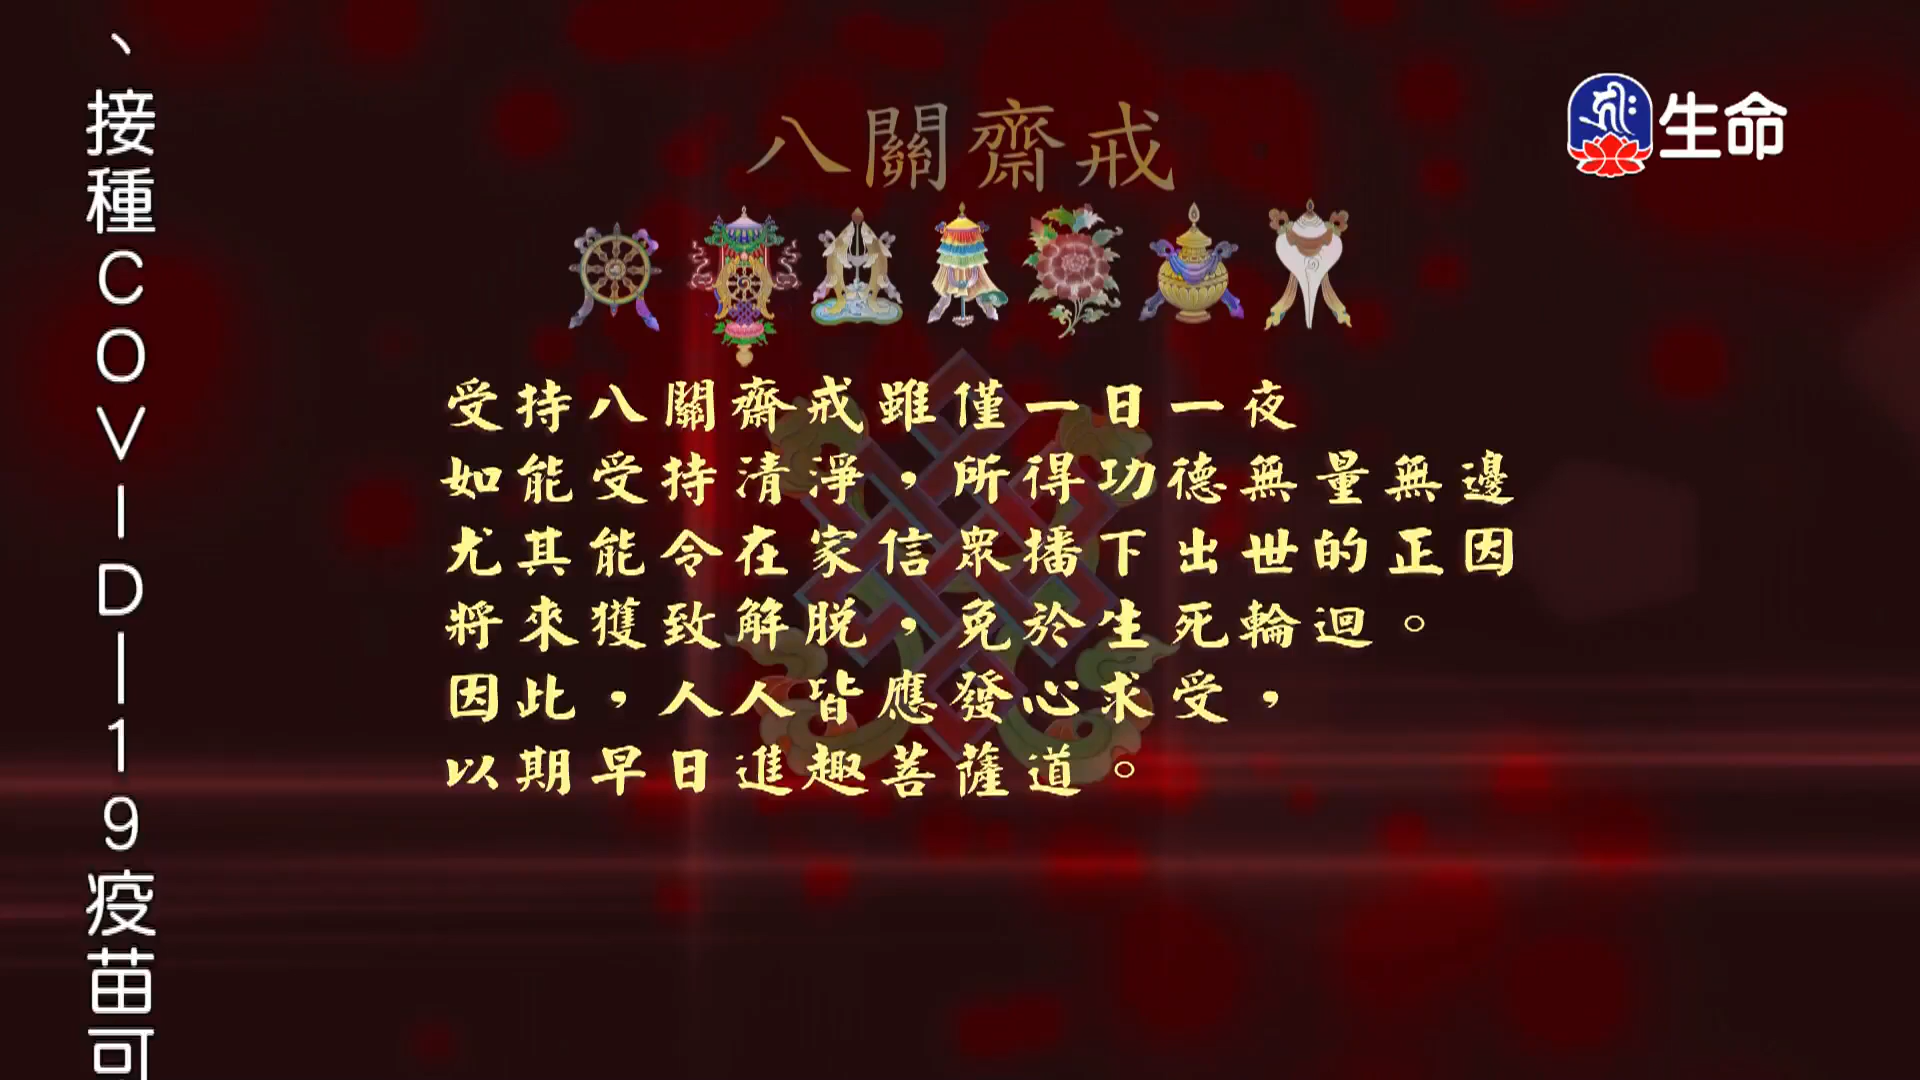 八關齋戒
生命
受持八關齋戒雖僅一日一夜
如能受持清淨，所得功德無量無邊
尤其能令在家信眾播下出世的正因
將來獲致解脫，免於生死輪迴。
因此，人人皆應發心求受，
以期早日進趣菩薩道。
、接種COVID－19疫苗可